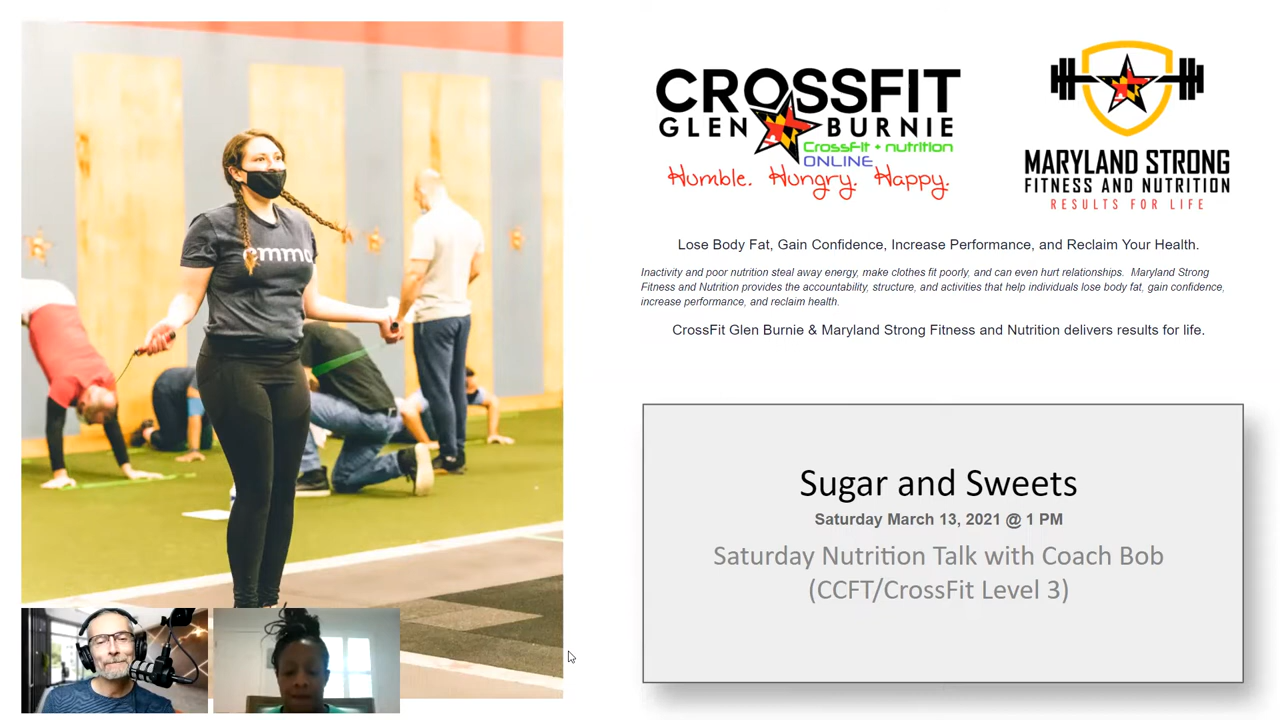 CROSSFIT
GLEN BURNIE
CrossFit + nutrition
ONLINE
Humble. Hungry. Happy.
MARYLAND STRONG
FITNESS AND NUTRITION
RESULTS FOR LIFE
Lose Body Fat, Gain Confidence, Increase Performance, and Reclaim Your Health.
Inactivity and poor nutrition steal away energy, make clothes fit poorly, and can even hurt relationships. Maryland Strong
Fitness and Nutrition provides the accountability, structure, and activities that help individuals lose body fat, gain confidence,
increase performance, and reclaim health.
CrossFit Glen Burnie & Maryland Strong Fitness and Nutrition delivers results for life.
Sugar and Sweets
Saturday March 13, 2021 @ 1 PM
Saturday Nutrition Talk with Coach Bob
(CCFT/CrossFit Level 3)